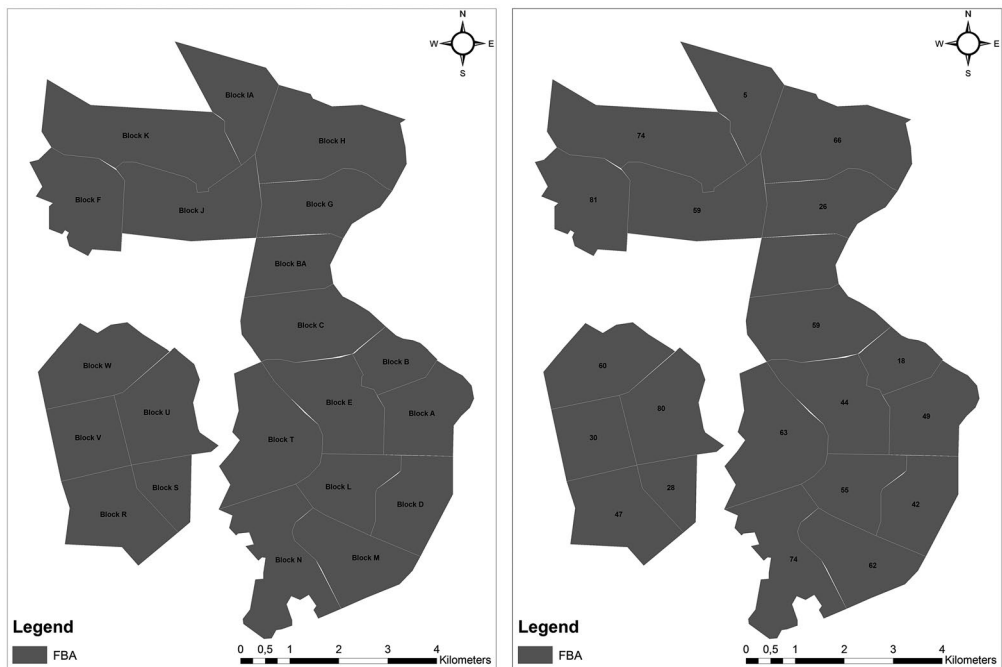 N
W E
S
Block IA
Block K
Block H
Block F
Block J
Block G
Block BA
Block C
Block W
Block B
Block U
Block E
Block A
Block V
Block T
Block L
Block S
Block D
Block R
Block N
Block M
Legend
FBA
0 0,5 1 2 3 4
Kilometers
N
W E
S
5
74
66
81
59
26
59
60
18
80
44
49
30
63
28
55
42
47
74
62
Legend
FBA
0 0,5 1 2 3 4
Kilometers